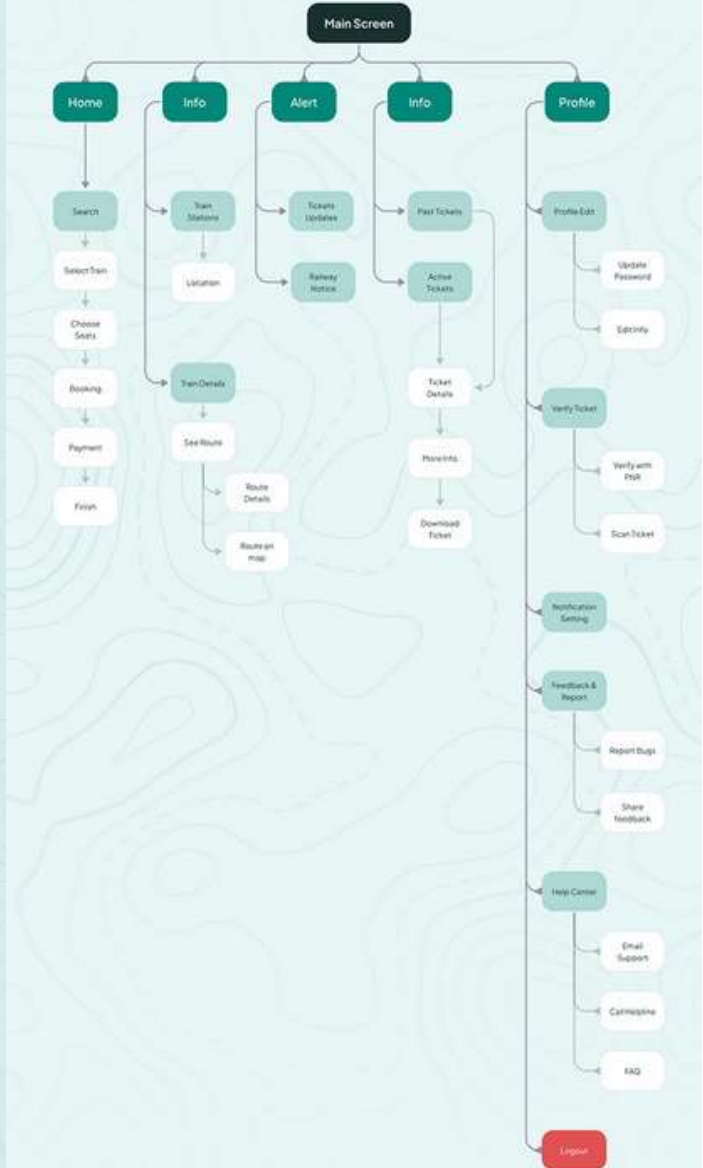 Main Screen
Home
Info
Alert
Info
Profile
Search
Select Train
Choose
Seats
Booking
Payment
Finish
Train
Stations
Location
Train Details
See Route
Route
Details
Route on
map
Tickets
Updates
Railway
Notice
Past Tickets
Active
Tickets
Ticket
Details
More Info
Download
Ticket
Profile Edit
Update
Password
Edit Info
Verify Ticket
Verify with
PNR
Scan Ticket
Notification
Setting
Feedback &
Report
Report Bugs
Share
feedback
Help Center
Email
Support
Call Helpline
FAQ
Logout